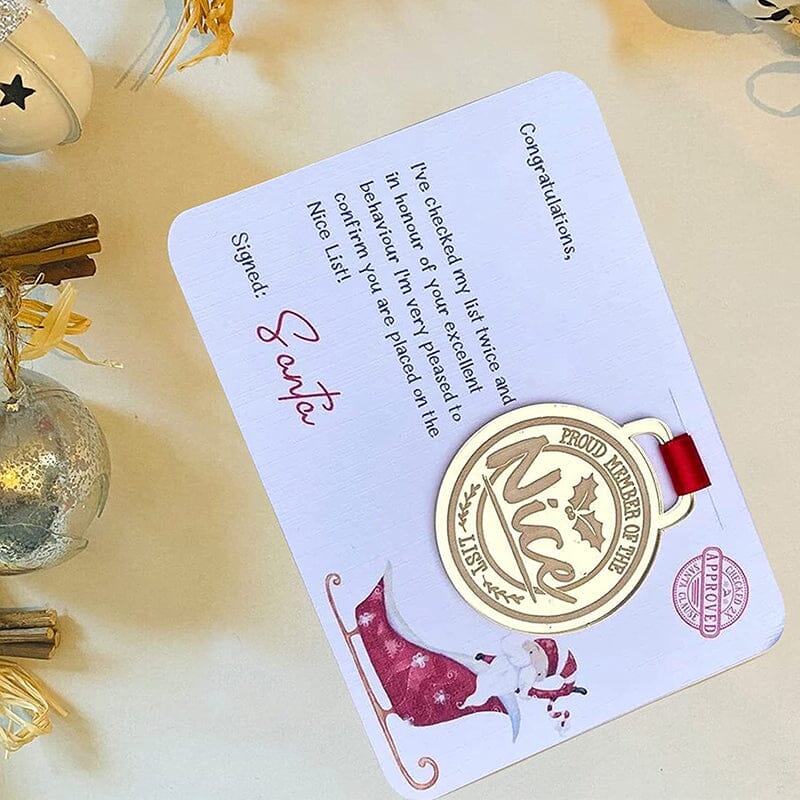 Congratulations,
I've checked my list twice and
in honour of your excellent
behaviour I'm very pleased to
confirm you are placed on the
Nice List!
Signed:
Santa
PROUD MEMBER OF THE
Nice
LIST
CHECKED 2X
APPROVED
SANTA CLAUSE